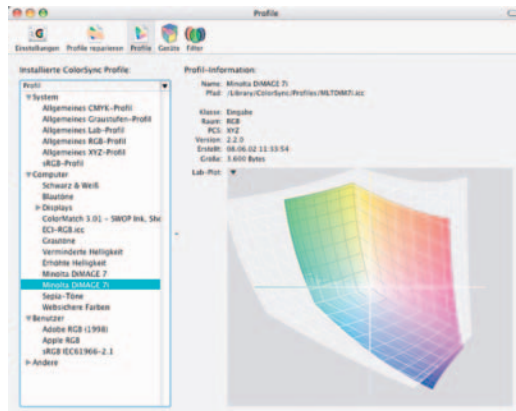 Profile
Einstellungen Profile reparieren Profile Geräte Filter
Installierte ColorSync Profile:
Profil
System
Allgemeines CMYK-Profil
Allgemeines Graustufen-Profil
Allgemeines Lab-Profil
Allgemeines RGB-Profil
Allgemeines XYZ-Profil
sRGB-Profil
Computer
Schwarz & Weiß
Blautöne
Displays
ColorMatch 3.01 - SWOP Ink, She
ECI-RGB.icc
Grautöne
Verminderte Helligkeit
Erhöhte Helligkeit
Minolta DiMAGE 7
Minolta DiMAGE 7i
Sepia-Töne
Websichere Farben
Benutzer
Adobe RGB (1998)
Apple RGB
sRGB IEC61966-2.1
Andere
Profil-Information:
Name: Minolta DiMAGE 7i
Pfad: /Library/ColorSync/Profiles/MLTDIM7i.icc
Klasse: Eingabe
Raum: RGB
PCS: XYZ
Version: 2.2.0
Erstellt: 08.06.02 11:33:54
Größe: 3.600 Bytes
Lab-Plot: